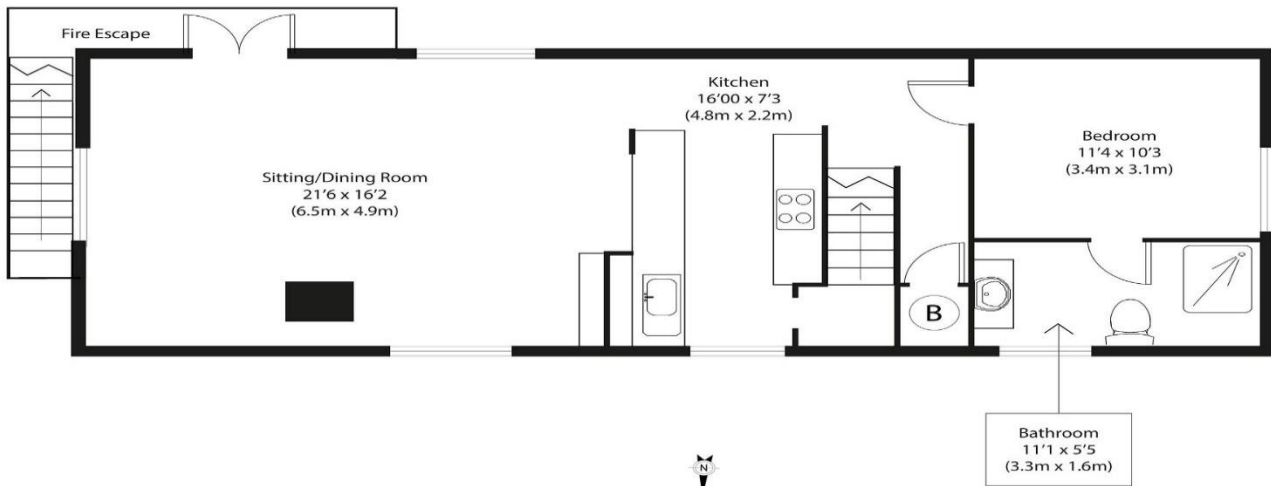 Fire Escape
Kitchen
16'00 x 7'3
(4.8m x 2.2m)
Bedroom
11'4 x 10'3
(3.4m x 3.1m)
Sitting/Dining Room
21'6 x 16'2
(6.5m x 4.9m)
B
Bathroom
11'1 x 5'5
(3.3m x 1.6m)
N